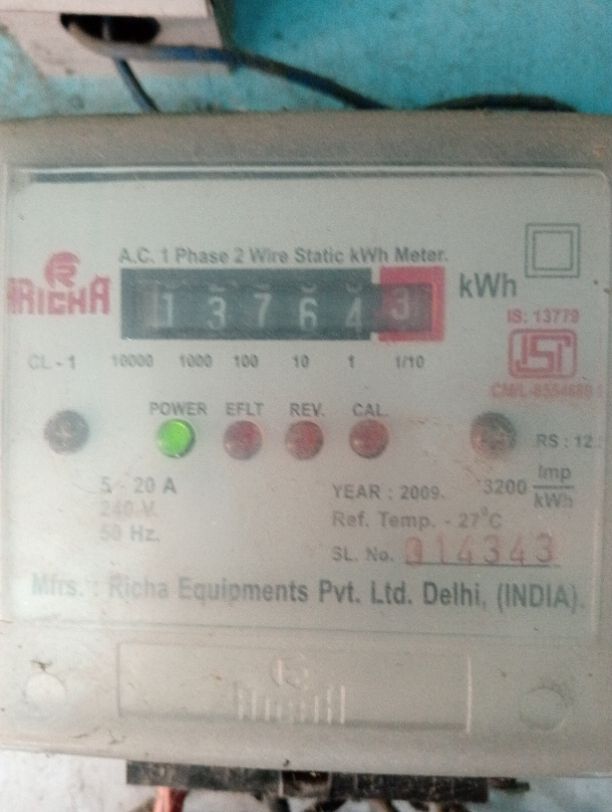 A.C. 1 Phase 2 Wire Static kWh Meter.
RICHA
1 3 7 6 4 3 kWh
IS: 13779
CL - 1 10000 1000 100 10 1 1/10
ISI
CM/L-
POWER EFLT REV. CAL.
RS : 12
5 - 20 A
3200 Imp/kWh
YEAR : 2009.
240 V.
Ref. Temp. - 27°C
50 Hz.
SL. No. 914343
Mfrs. : Richa Equipments Pvt. Ltd. Delhi, (INDIA).